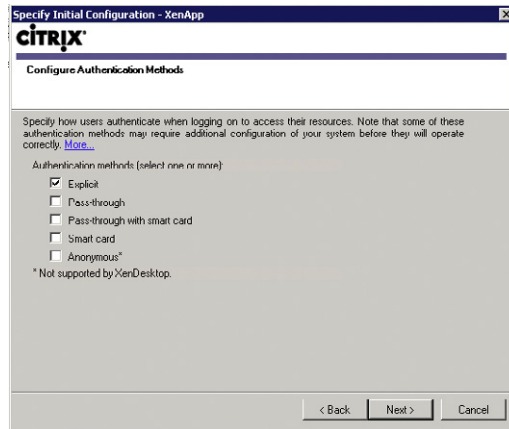 Specify Initial Configuration - XenApp
CITRIX
Configure Authentication Methods
Specify how users authenticate when logging on to access their resources. Note that some of these
authentication methods may require additional configuration of your system before they will operate
correctly. More...
Authentication methods (select one or more):
Explicit
Pass-through
Pass-through with smart card
Smart card
Anonymous*
* Not supported by XenDesktop.
< Back
Next >
Cancel